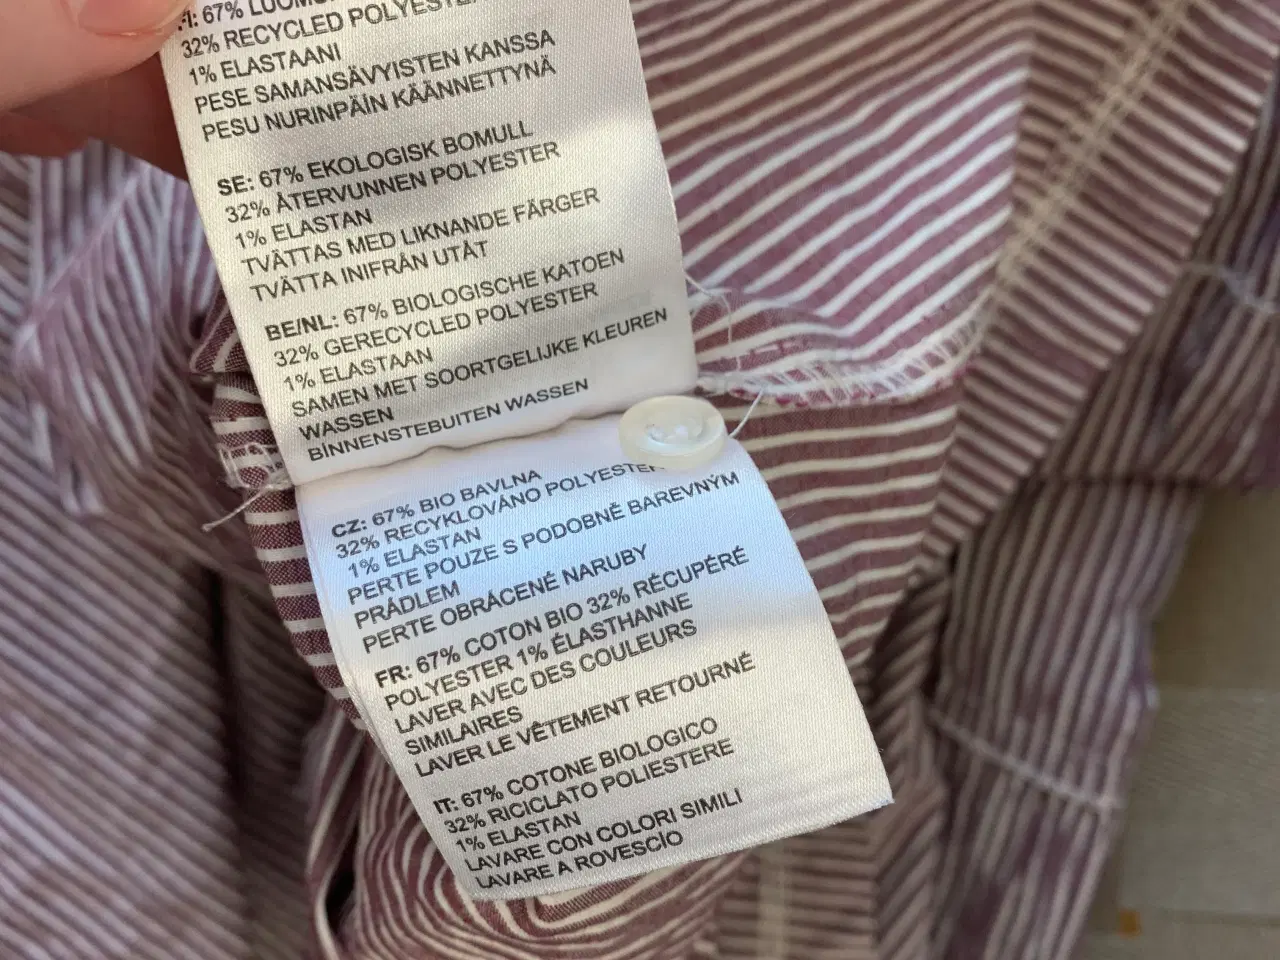 FI: 67%
32% RECYCLED POLYESTER
1% ELASTAANI
PESE SAMANSÄVYISTEN KANSSA
PESU NURINPÄIN KÄÄNNETTYNÄ
SE: 67% EKOLOGISK BOMULL
32% ÅTERVUNNEN POLYESTER
1% ELASTAN
TVÄTTAS MED LIKNANDE FÄRGER
TVÄTTA INIFRÅN UTÅT
BE/NL: 67% BIOLOGISCHE KATOEN
32% GERECYCLED POLYESTER
1% ELASTAAN
SAMEN MET SOORTGELIJKE KLEUREN
WASSEN
BINNENSTEBUITEN WASSEN
CZ: 67% BIO BAVLNA
32% RECYKLOVÁNO POLYESTER
1% ELASTAN
PERTE POUZE S PODOBNĚ BAREVNÝM
PRÁDLEM
PERTE OBRÁCENÉ NARUBY
FR: 67% COTON BIO 32% RÉCUPÉRÉ
POLYESTER 1% ÉLASTHANNE
LAVER AVEC DES COULEURS
SIMILAIRES
LAVER LE VÊTEMENT RETOURNÉ
IT: 67% COTONE BIOLOGICO
32% RICICLATO POLIESTERE
1% ELASTAN
LAVARE CON COLORI SIMILI
LAVARE A ROVESCIO